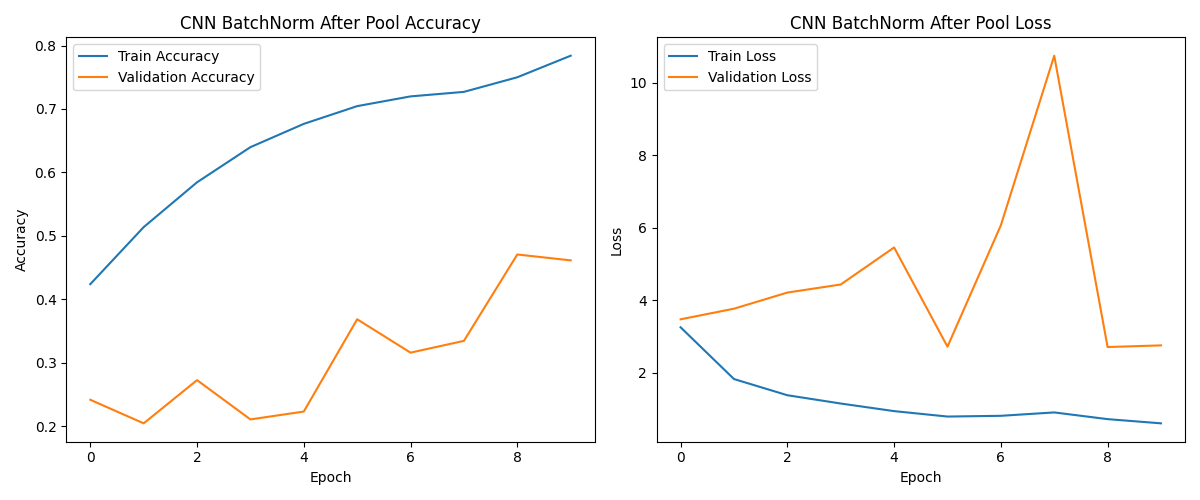 CNN BatchNorm After Pool Accuracy
Train Accuracy
Validation Accuracy
0.8
0.7
0.6
0.5
0.4
0.3
0.2
Accuracy
0 2 4 6 8
Epoch
CNN BatchNorm After Pool Loss
Train Loss
Validation Loss
10
8
6
4
2
Loss
0 2 4 6 8
Epoch